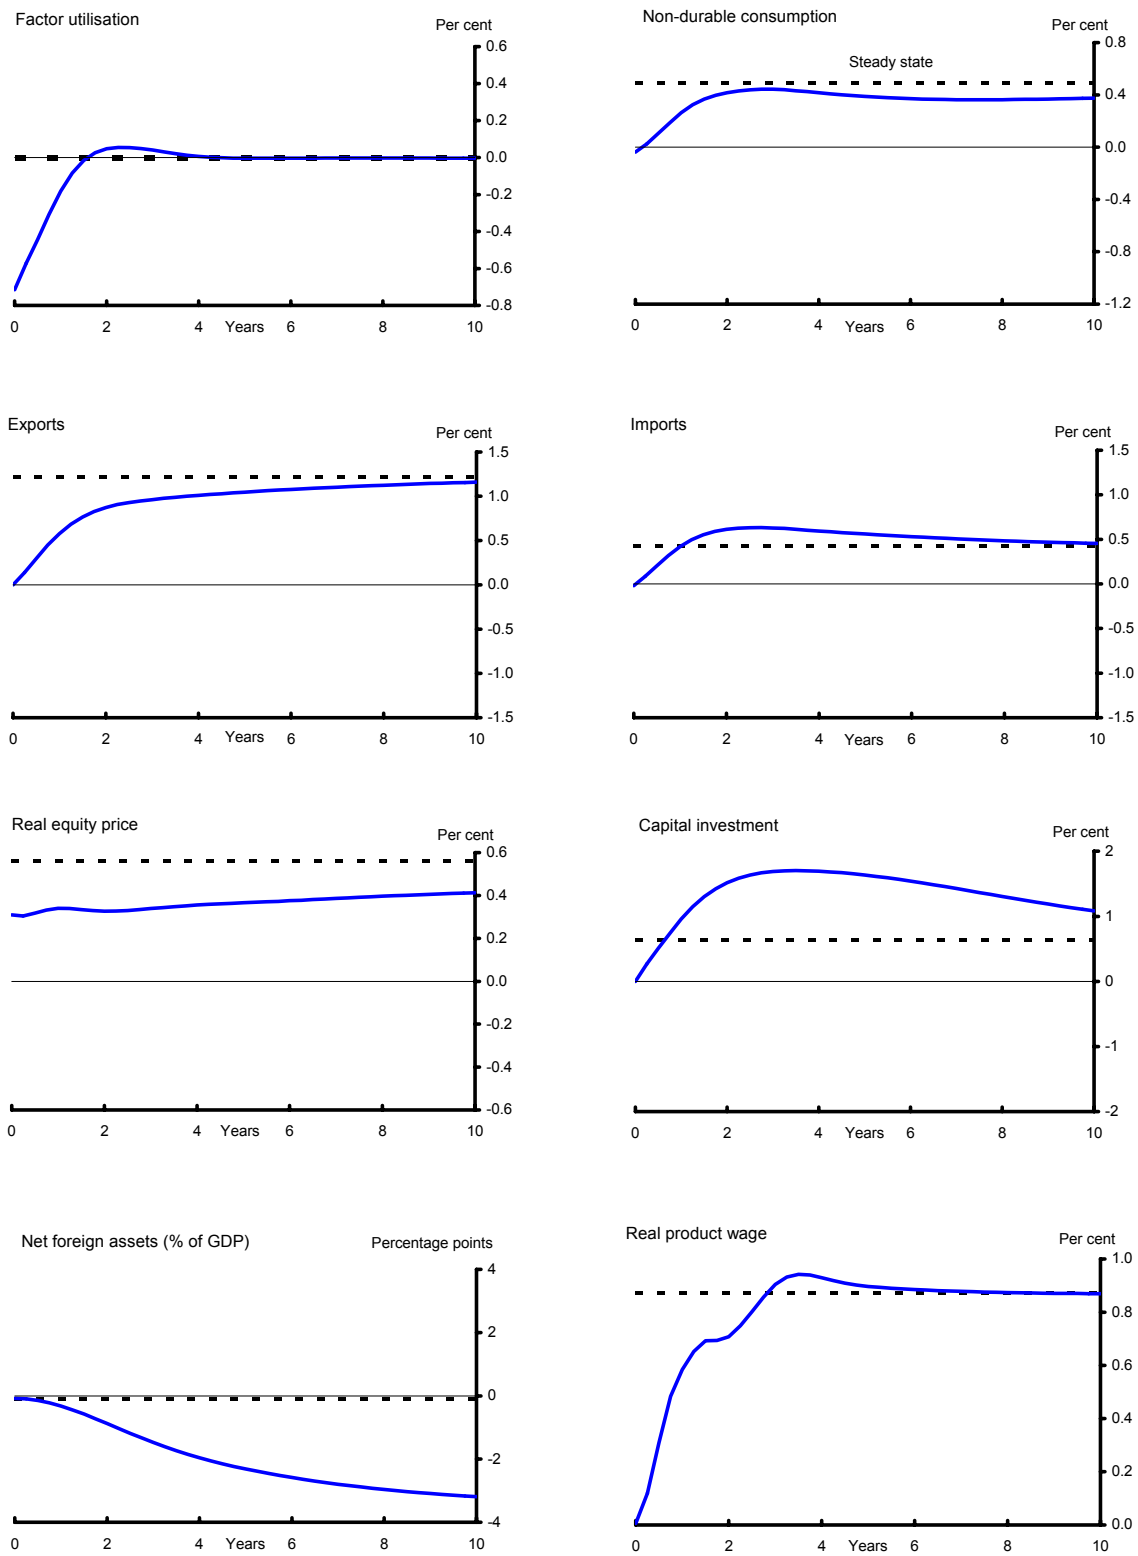 Factor utilisation
Per cent
0.6
0.4
0.2
0.0
-0.2
-0.4
-0.6
-0.8
0 2 Years 4 6 8 10
Non-durable consumption
Per cent
Steady state
0.8
0.4
0.0
-0.4
-0.8
-1.2
0 2 4 Years 6 8 10
Exports
Per cent
1.5
1.0
0.5
0.0
-0.5
-1.0
-1.5
0 2 4 Years 6 8 10
Imports
Per cent
1.5
1.0
0.5
0.0
-0.5
-1.0
-1.5
0 2 4 Years 6 8 10
Real equity price
Per cent
0.6
0.4
0.2
0.0
-0.2
-0.4
-0.6
0 2 4 Years 6 8 10
Capital investment
Per cent
2
1
0
-1
-2
0 2 4 Years 6 8 10
Net foreign assets (% of GDP)
Percentage points
4
2
0
-2
-4
0 2 4 Years 6 8 10
Real product wage
Per cent
1.0
0.8
0.6
0.4
0.2
0.0
0 2 4 Years 6 8 10